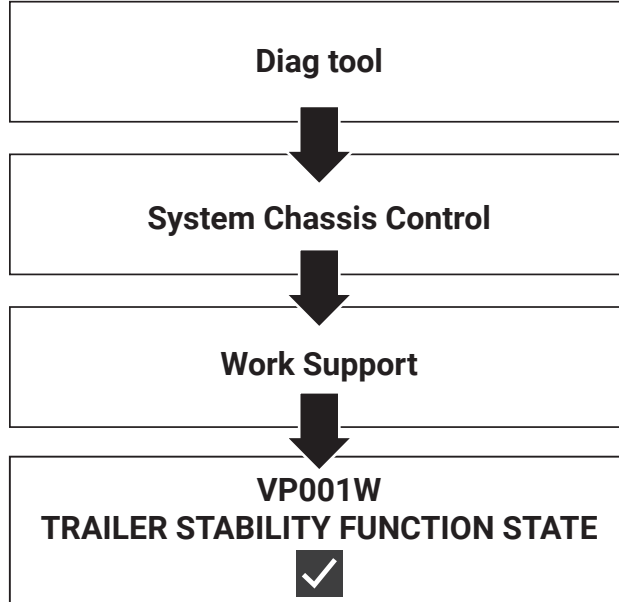 Diag tool
System Chassis Control
Work Support
VP001W
TRAILER STABILITY FUNCTION STATE